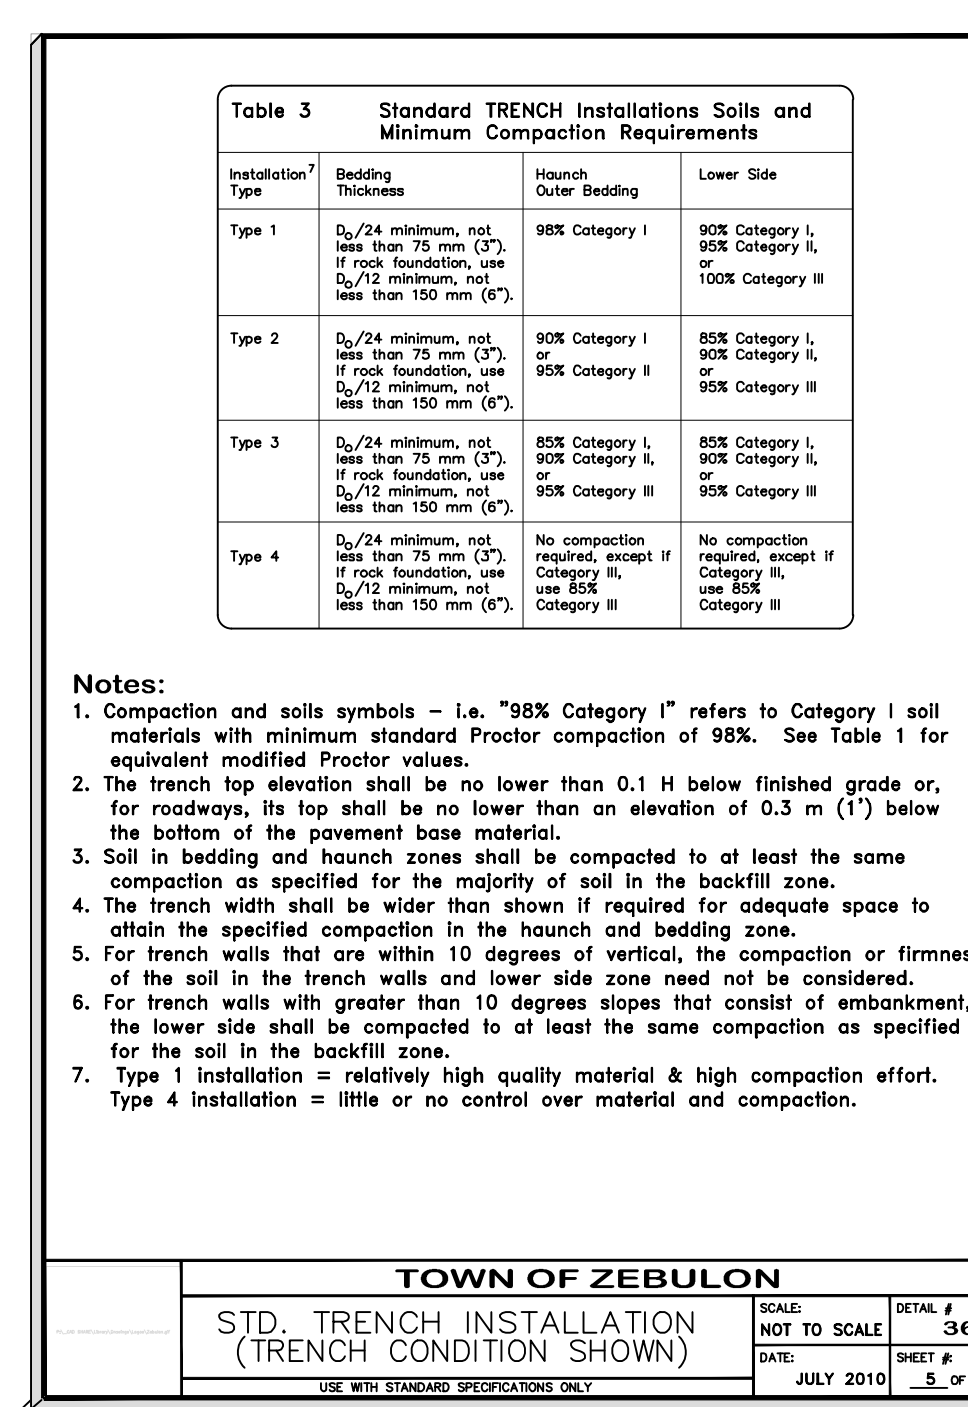 Table 3 Standard TRENCH Installations Soils and
Minimum Compaction Requirements
Installation7 Type
Bedding Thickness
Haunch Outer Bedding
Lower Side
Type 1
DO/24 minimum, not
less than 75 mm (3").
If rock foundation, use
DO/12 minimum, not
less than 150 mm (6").
98% Category I
90% Category I,
95% Category II,
or
100% Category III
Type 2
DO/24 minimum, not
less than 75 mm (3").
If rock foundation, use
DO/12 minimum, not
less than 150 mm (6").
90% Category I
or
95% Category II
85% Category I,
90% Category II,
or
95% Category III
Type 3
DO/24 minimum, not
less than 75 mm (3").
If rock foundation, use
DO/12 minimum, not
less than 150 mm (6").
85% Category I,
90% Category II,
or
95% Category III
85% Category I,
90% Category II,
or
95% Category III
Type 4
DO/24 minimum, not
less than 75 mm (3").
If rock foundation, use
DO/12 minimum, not
less than 150 mm (6").
No compaction
required, except if
Category III,
use 85%
Category III
No compaction
required, except if
Category III,
use 85%
Category III
Notes:
1. Compaction and soils symbols – i.e. "98% Category I" refers to Category I soil
materials with minimum standard Proctor compaction of 98%. See Table 1 for
equivalent modified Proctor values.
2. The trench top elevation shall be no lower than 0.1 H below finished grade or,
for roadways, its top shall be no lower than an elevation of 0.3 m (1') below
the bottom of the pavement base material.
3. Soil in bedding and haunch zones shall be compacted to at least the same
compaction as specified for the majority of soil in the backfill zone.
4. The trench width shall be wider than shown if required for adequate space to
attain the specified compaction in the haunch and bedding zone.
5. For trench walls that are within 10 degrees of vertical, the compaction or firmnes
of the soil in the trench walls and lower side zone need not be considered.
6. For trench walls with greater than 10 degrees slopes that consist of embankment,
the lower side shall be compacted to at least the same compaction as specified
for the soil in the backfill zone.
7. Type 1 installation = relatively high quality material & high compaction effort.
Type 4 installation = little or no control over material and compaction.
TOWN OF ZEBULON
STD. TRENCH INSTALLATION
(TRENCH CONDITION SHOWN)
USE WITH STANDARD SPECIFICATIONS ONLY
SCALE:
NOT TO SCALE
DETAIL #
36
DATE:
JULY 2010
SHEET #:
5 OF